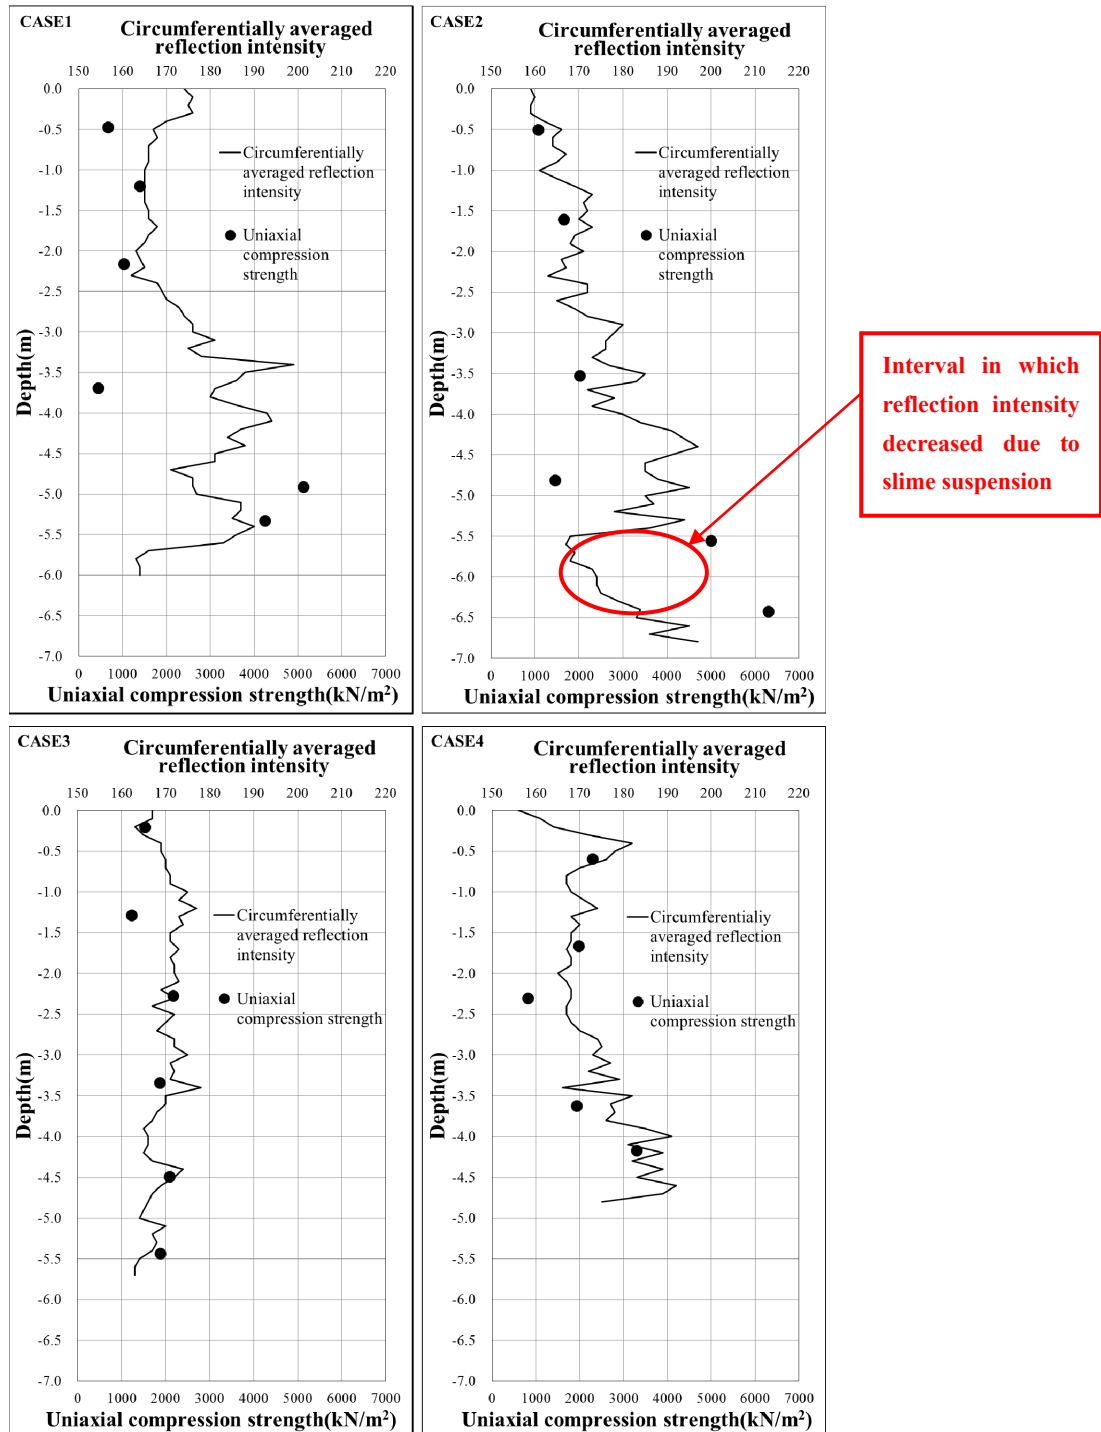 CASE1
Circumferentially averaged
reflection intensity
150 160 170 180 190 200 210 220
0.0
-0.5
-1.0
-1.5
-2.0
-2.5
-3.0
-3.5
-4.0
-4.5
-5.0
-5.5
-6.0
-6.5
-7.0
Depth(m)
Circumferentially
averaged reflection
intensity
Uniaxial
compression
strength
0 1000 2000 3000 4000 5000 6000 7000
Uniaxial compression strength(kN/m²)
CASE2
Circumferentially averaged
reflection intensity
150 160 170 180 190 200 210 220
0.0
-0.5
-1.0
-1.5
-2.0
-2.5
-3.0
-3.5
-4.0
-4.5
-5.0
-5.5
-6.0
-6.5
-7.0
Depth(m)
Circumferentially
averaged reflection
intensity
Uniaxial
compression
strength
0 1000 2000 3000 4000 5000 6000 7000
Uniaxial compression strength(kN/m²)
Interval in which
reflection intensity
decreased due to
slime suspension
CASE3
Circumferentially averaged
reflection intensity
150 160 170 180 190 200 210 220
0.0
-0.5
-1.0
-1.5
-2.0
-2.5
-3.0
-3.5
-4.0
-4.5
-5.0
-5.5
-6.0
-6.5
-7.0
Depth(m)
Circumferentially
averaged reflection
intensity
Uniaxial
compression strength
0 1000 2000 3000 4000 5000 6000 7000
Uniaxial compression strength(kN/m²)
CASE4
Circumferentially averaged
reflection intensity
150 160 170 180 190 200 210 220
0.0
-0.5
-1.0
-1.5
-2.0
-2.5
-3.0
-3.5
-4.0
-4.5
-5.0
-5.5
-6.0
-6.5
-7.0
Depth(m)
Circumferentially
averaged reflection
intensity
Uniaxial
compression strength
0 1000 2000 3000 4000 5000 6000 7000
Uniaxial compression strength(kN/m²)